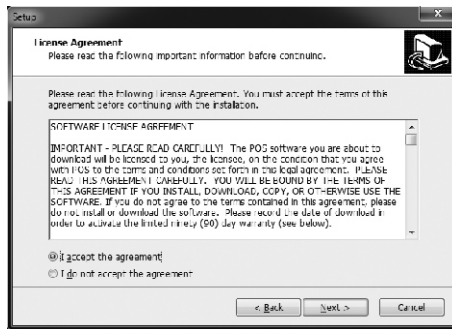 Setup
License Agreement
Please read the following important information before continuing.
Please read the following License Agreement. You must accept the terms of this
agreement before continuing with the installation.
SOFTWARE LICENSE AGREEMENT
IMPORTANT - PLEASE READ CAREFULLY! The POS software you are about to
download will be licensed to you, the licensee, on the condition that you agree
with POS to the terms and conditions set forth in this legal agreement. PLEASE
READ THIS AGREEMENT CAREFULLY. YOU WILL BE BOUND BY THE TERMS OF
THIS AGREEMENT IF YOU INSTALL, DOWNLOAD, COPY, OR OTHERWISE USE THE
SOFTWARE. If you do not agree to the terms contained in this agreement, please
do not install or download the software. Please record the date of download in
order to activate the limited ninety (90) day warranty (see below).
I accept the agreement
I do not accept the agreement
< Back
Next >
Cancel